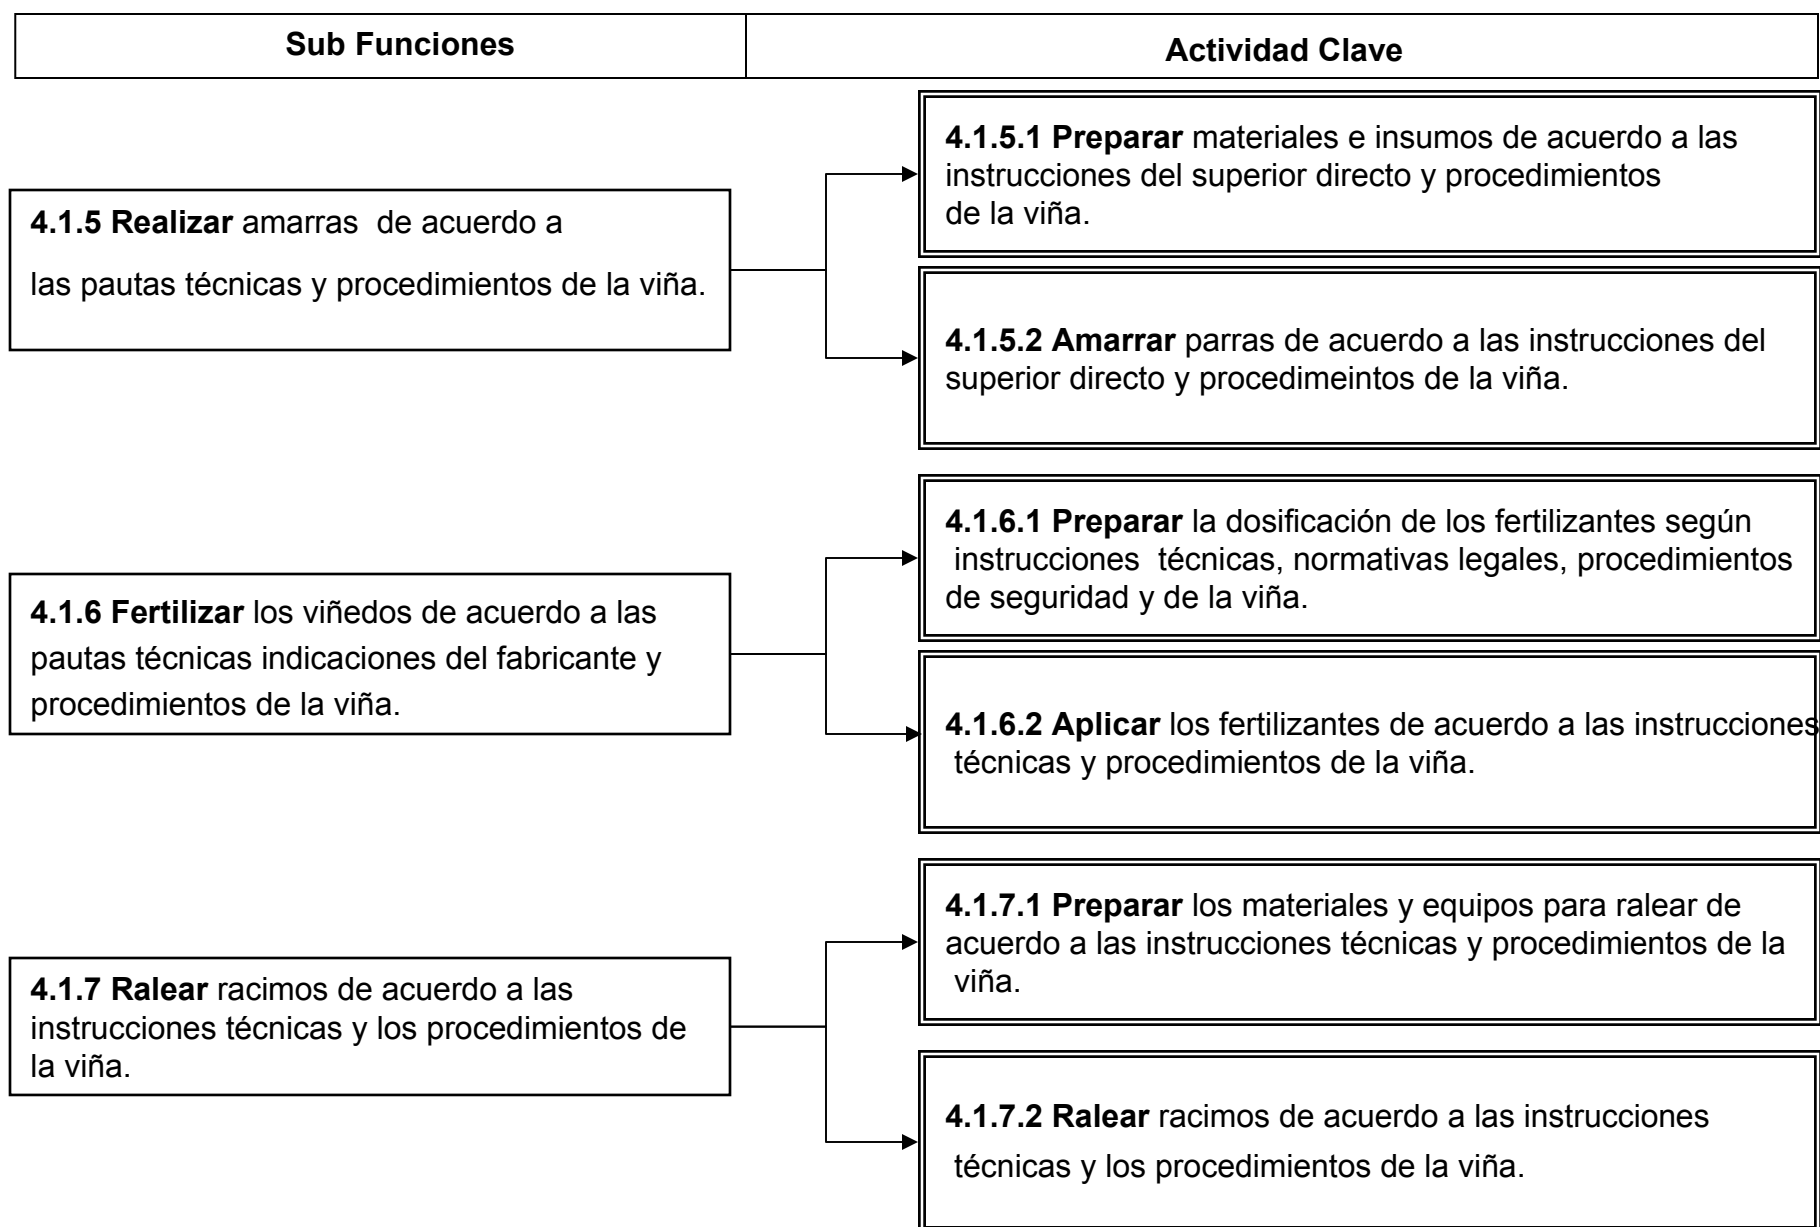 Sub Funciones
Actividad Clave
4.1.5 Realizar amarras de acuerdo a
las pautas técnicas y procedimientos de la viña.
4.1.5.1 Preparar materiales e insumos de acuerdo a las
instrucciones del superior directo y procedimientos
de la viña.
4.1.5.2 Amarrar parras de acuerdo a las instrucciones del
superior directo y procedimeintos de la viña.
4.1.6 Fertilizar los viñedos de acuerdo a las
pautas técnicas indicaciones del fabricante y
procedimientos de la viña.
4.1.6.1 Preparar la dosificación de los fertilizantes según
instrucciones técnicas, normativas legales, procedimientos
de seguridad y de la viña.
4.1.6.2 Aplicar los fertilizantes de acuerdo a las instrucciones
técnicas y procedimientos de la viña.
4.1.7 Ralear racimos de acuerdo a las
instrucciones técnicas y los procedimientos de
la viña.
4.1.7.1 Preparar los materiales y equipos para ralear de
acuerdo a las instrucciones técnicas y procedimientos de la
viña.
4.1.7.2 Ralear racimos de acuerdo a las instrucciones
técnicas y los procedimientos de la viña.